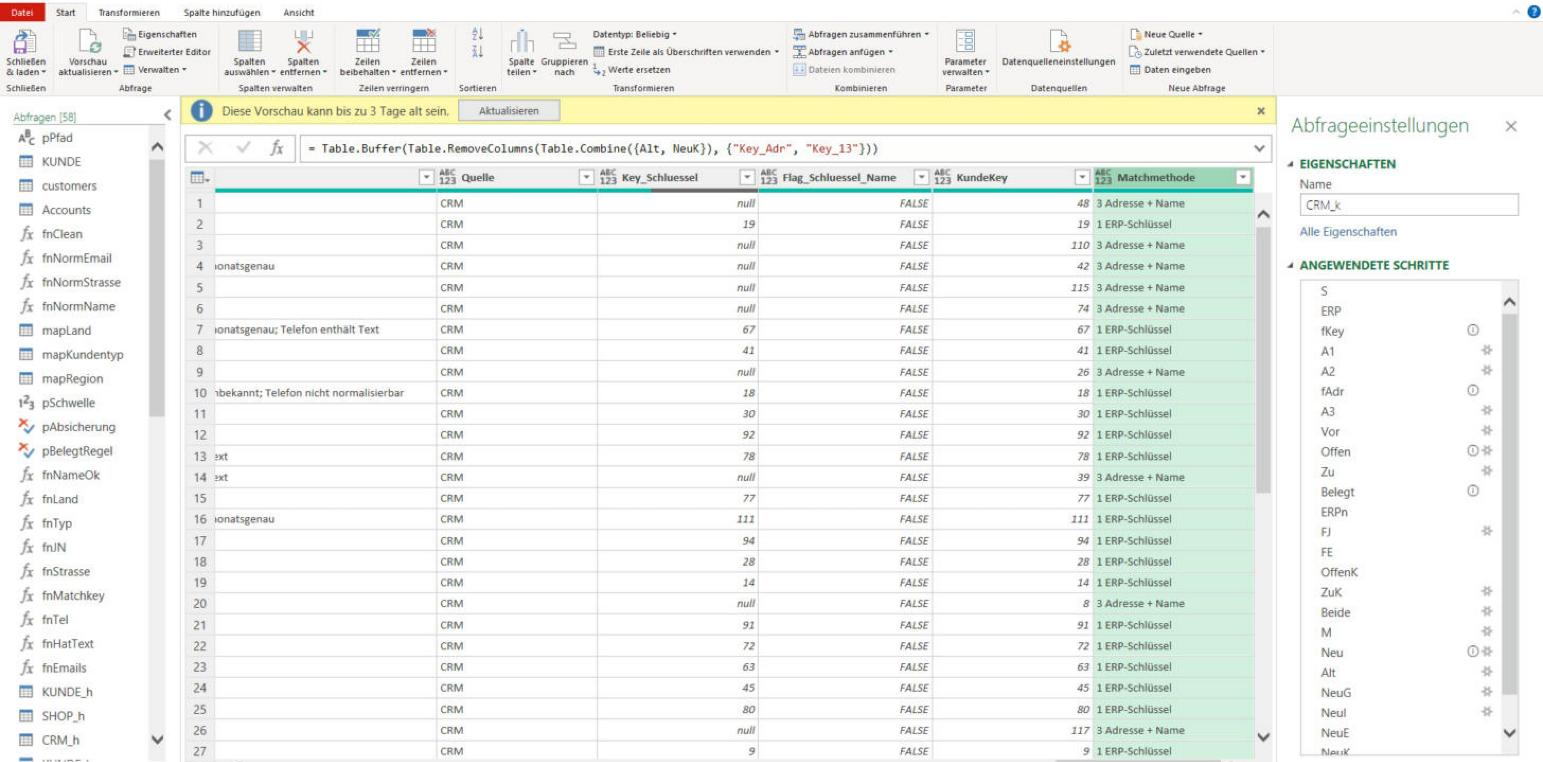 Datei Start Transformieren Spalte hinzufügen Ansicht
Schließen & laden
Vorschau aktualisieren
Eigenschaften
Erweiterter Editor
Verwalten
Spalten auswählen
Spalten entfernen
Zeilen beibehalten
Zeilen entfernen
Spalte teilen
Gruppieren nach
Datentyp: Beliebig
Erste Zeile als Überschriften verwenden
Werte ersetzen
Abfragen zusammenführen
Abfragen anfügen
Dateien kombinieren
Parameter verwalten
Datenquelleneinstellungen
Neue Quelle
Zuletzt verwendete Quellen
Daten eingeben
Schließen Abfrage Spalten verwalten Zeilen verringern Sortieren Transformieren Kombinieren Parameter Datenquellen Neue Abfrage
Abfragen [58]
pPfad
KUNDE
customers
Accounts
fnClean
fnNormEmail
fnNormStrasse
fnNormName
mapLand
mapKundentyp
mapRegion
pSchwelle
pAbsicherung
pBelegtRegel
fnNameOk
fnLand
fnTyp
fnJN
fnStrasse
fnMatchkey
fnTel
fnHatText
fnEmails
KUNDE_h
SHOP_h
CRM_h
Diese Vorschau kann bis zu 3 Tage alt sein. Aktualisieren
= Table.Buffer(Table.RemoveColumns(Table.Combine({Alt, NeuK}), {"Key_Adr", "Key_13"}))
Quelle Key_Schluessel Flag_Schluessel_Name KundeKey Matchmethode
1 CRM null FALSE 48 3 Adresse + Name
2 CRM 19 FALSE 19 1 ERP-Schlüssel
3 CRM null FALSE 110 3 Adresse + Name
4 monatsgenau CRM null FALSE 42 3 Adresse + Name
5 CRM null FALSE 115 3 Adresse + Name
6 CRM null FALSE 74 3 Adresse + Name
7 monatsgenau; Telefon enthält Text CRM 67 FALSE 67 1 ERP-Schlüssel
8 CRM 41 FALSE 41 1 ERP-Schlüssel
9 CRM null FALSE 26 3 Adresse + Name
10 nbekannt; Telefon nicht normalisierbar CRM 18 FALSE 18 1 ERP-Schlüssel
11 CRM 30 FALSE 30 1 ERP-Schlüssel
12 CRM 92 FALSE 92 1 ERP-Schlüssel
13 ext CRM 78 FALSE 78 1 ERP-Schlüssel
14 ext CRM null FALSE 39 3 Adresse + Name
15 CRM 77 FALSE 77 1 ERP-Schlüssel
16 monatsgenau CRM 111 FALSE 111 1 ERP-Schlüssel
17 CRM 94 FALSE 94 1 ERP-Schlüssel
18 CRM 28 FALSE 28 1 ERP-Schlüssel
19 CRM 14 FALSE 14 1 ERP-Schlüssel
20 CRM null FALSE 8 3 Adresse + Name
21 CRM 91 FALSE 91 1 ERP-Schlüssel
22 CRM 72 FALSE 72 1 ERP-Schlüssel
23 CRM 63 FALSE 63 1 ERP-Schlüssel
24 CRM 45 FALSE 45 1 ERP-Schlüssel
25 CRM 80 FALSE 80 1 ERP-Schlüssel
26 CRM null FALSE 117 3 Adresse + Name
27 CRM 9 FALSE 9 1 ERP-Schlüssel
Abfrageeinstellungen
EIGENSCHAFTEN
Name
CRM_k
Alle Eigenschaften
ANGEWENDETE SCHRITTE
S
ERP
fKey
A1
A2
fAdr
A3
Vor
Offen
Zu
Belegt
ERPn
FJ
FE
OffenK
ZuK
Beide
M
Neu
Alt
NeuG
NeuI
NeuE
NeuK